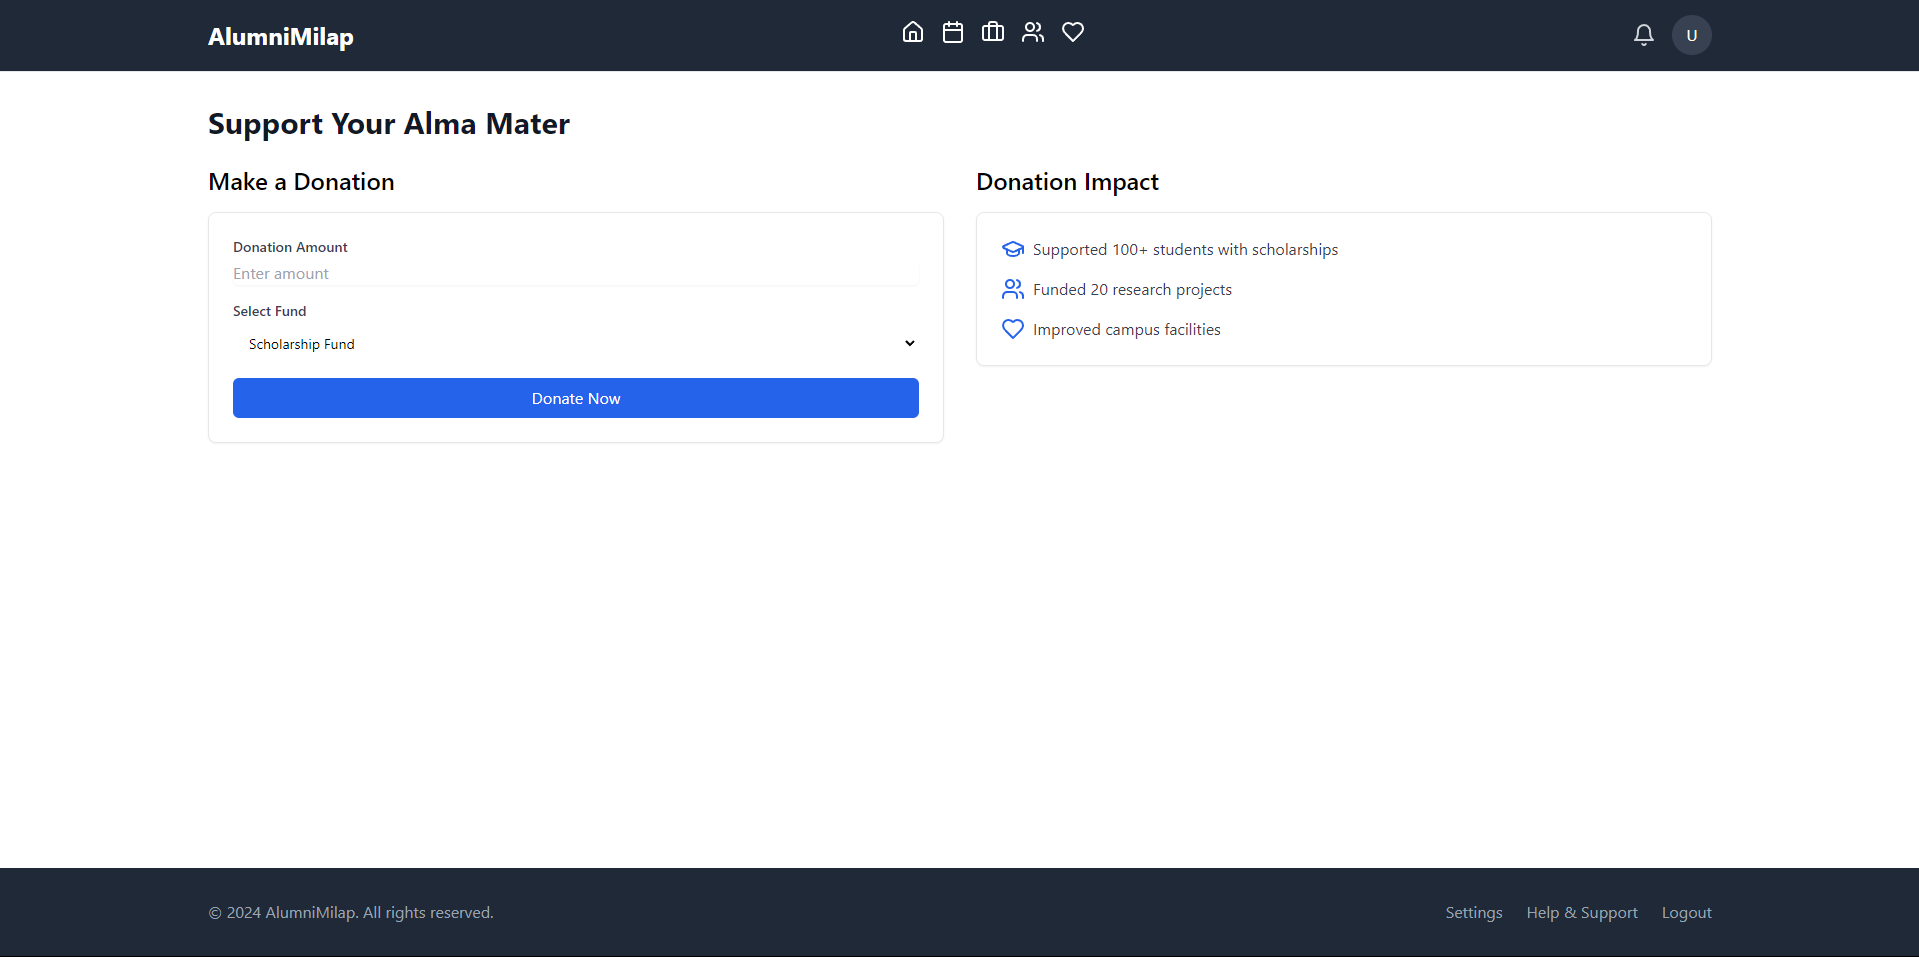 AlumniMilap
U
Support Your Alma Mater
Make a Donation
Donation Amount
Enter amount
Select Fund
Scholarship Fund
Donate Now
Donation Impact
Supported 100+ students with scholarships
Funded 20 research projects
Improved campus facilities
© 2024 AlumniMilap. All rights reserved.
Settings
Help & Support
Logout